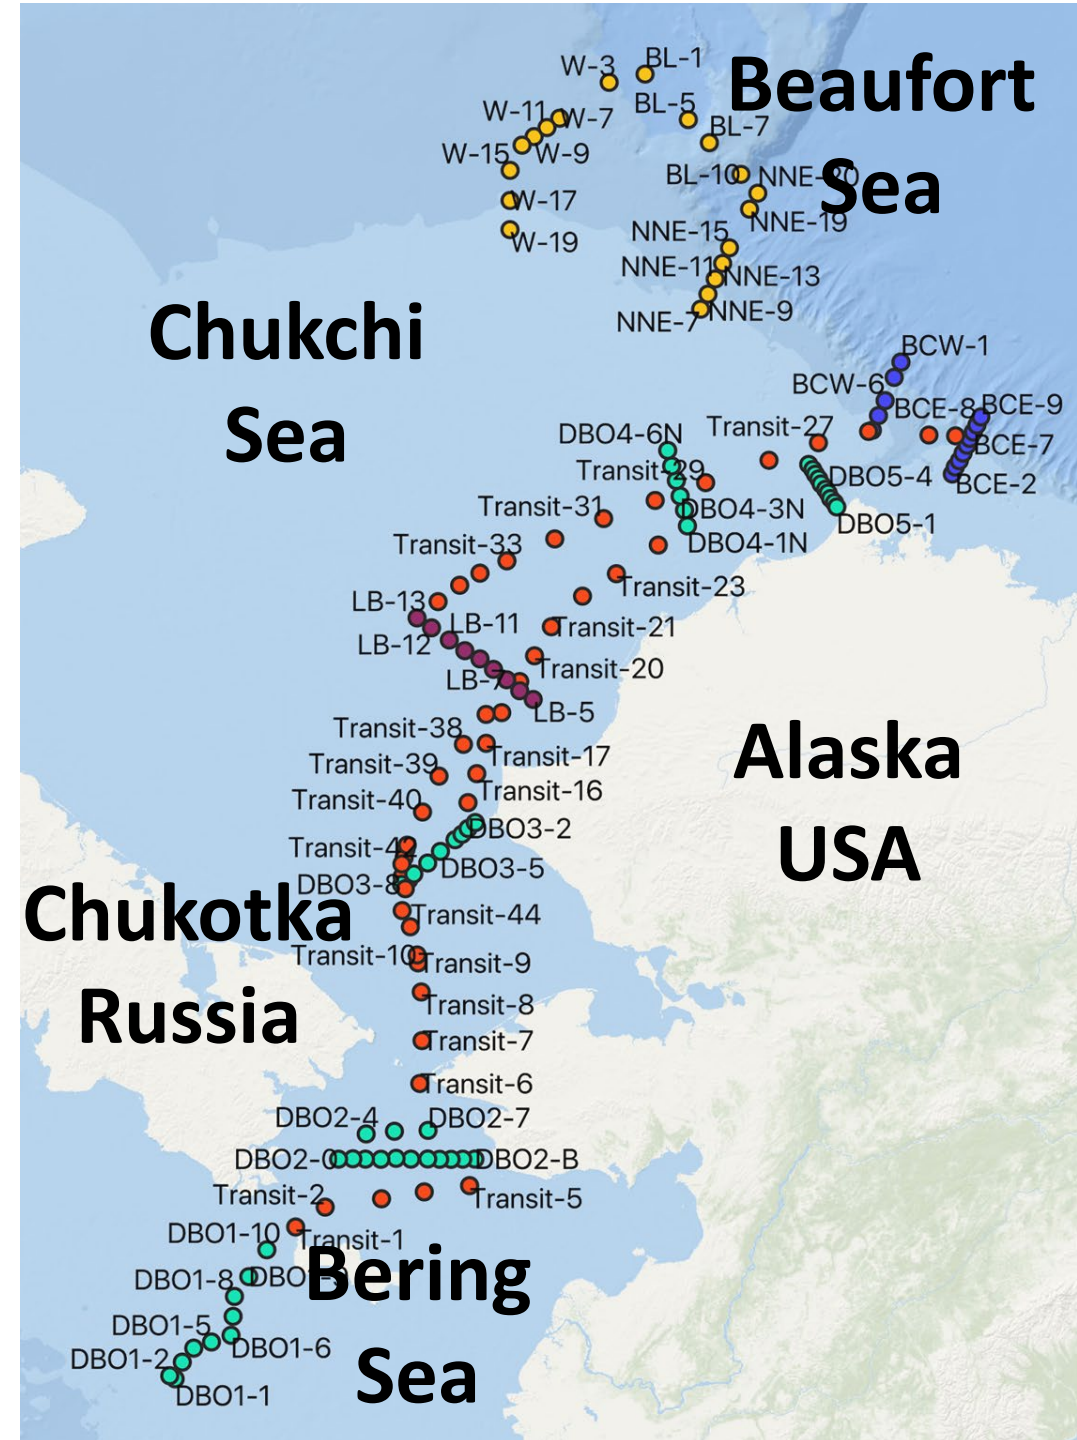 W-3
BL-1
Beaufort
Sea
BL-5
W-11
W-7
BL-7
W-15
W-9
BL-10
NNE-20
W-17
NNE-19
W-19
NNE-15
NNE-11
NNE-13
NNE-7
NNE-9
Chukchi
Sea
BCW-1
BCW-6
BCE-8
BCE-9
Transit-27
DBO4-6N
BCE-7
Transit-29
DBO5-4
BCE-2
Transit-31
DBO4-3N
DBO5-1
Transit-33
DBO4-1N
Transit-23
LB-13
LB-11
Transit-21
LB-12
Transit-20
LB-7
LB-5
Transit-38
Transit-17
Alaska
USA
Transit-39
Transit-16
Transit-40
DBO3-2
Transit-42
DBO3-5
DBO3-8
Chukotka
Russia
Transit-44
Transit-10
Transit-9
Transit-8
Transit-7
Transit-6
DBO2-4
DBO2-7
DBO2-0
DBO2-B
Transit-2
Transit-5
DBO1-10
Transit-1
Bering
Sea
DBO1-8
DBO1-9
DBO1-5
DBO1-6
DBO1-2
DBO1-1